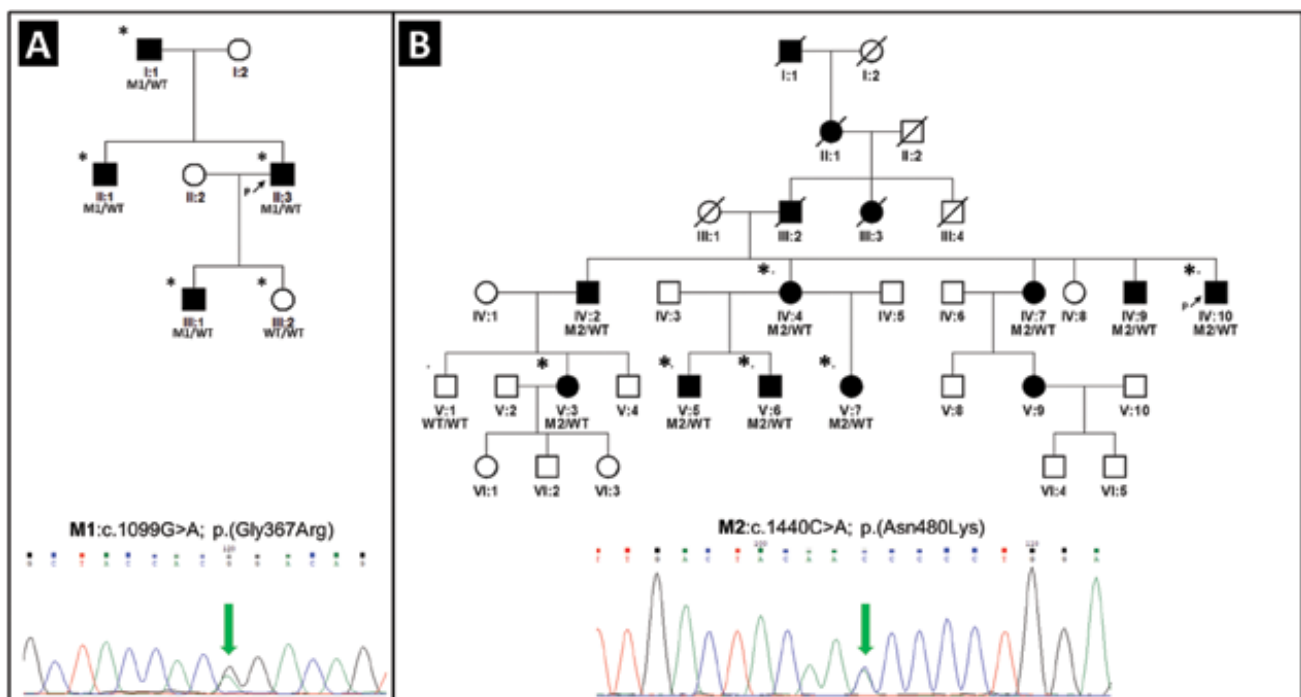 A
B
*
I:1
M1/WT
I:2
I:1
I:2
II:1
II:2
* *
II:1
M1/WT
II:2
P
II:3
M1/WT
III:1
III:2
III:3
III:4
* *
III:1
M1/WT
III:2
WT/WT
*. *.
IV:1
IV:2
M2/WT
IV:3
IV:4
M2/WT
IV:5
IV:6
IV:7
M2/WT
IV:8
IV:9
M2/WT
P
IV:10
M2/WT
* *. *. *.
V:1
WT/WT
V:2
V:3
M2/WT
V:4
V:5
M2/WT
V:6
M2/WT
V:7
M2/WT
V:8
V:9
V:10
VI:1
VI:2
VI:3
VI:4
VI:5
M1:c.1099G>A; p.(Gly367Arg)
120
G C T A C C A C G G A C A G
M2:c.1440C>A; p.(Asn480Lys)
T T G A C T A C A A C C C C C T G G A